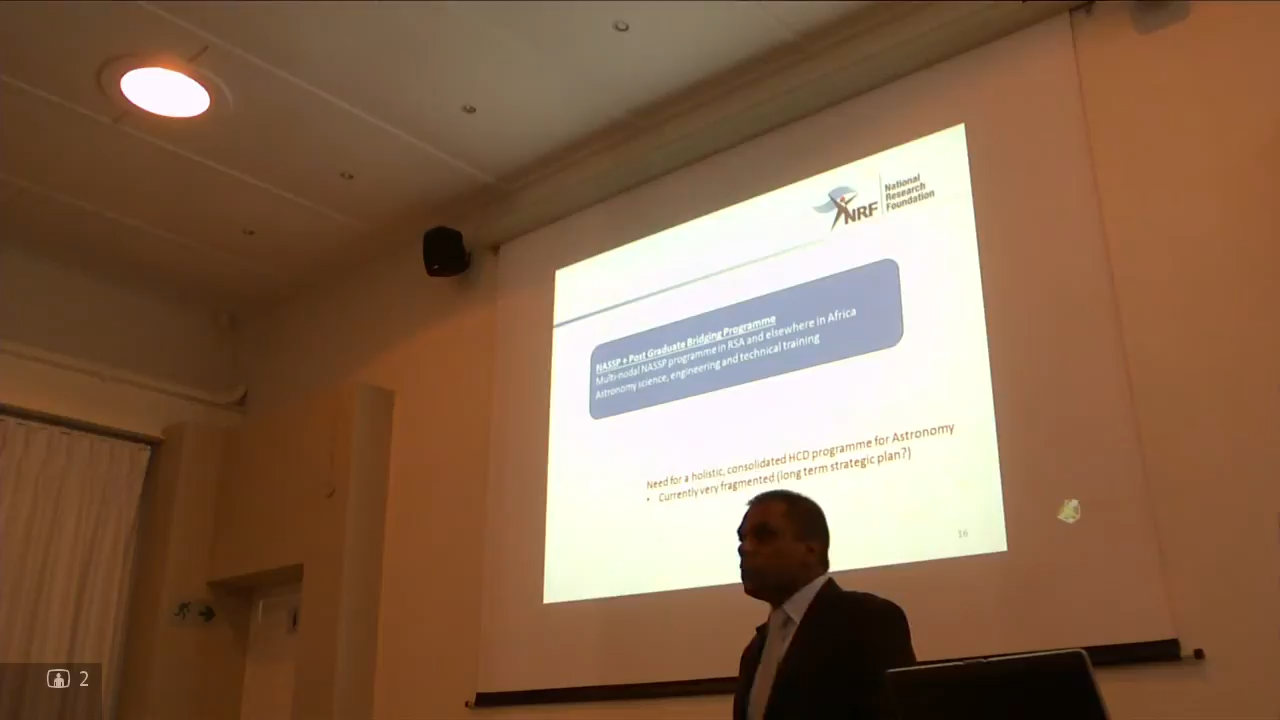 NRF
National
Research
Foundation
NASSP + Post Graduate Bridging Programme
Multi-nodal NASSP programme in RSA and elsewhere in Africa
Astronomy science, engineering and technical training
Need for a holistic, consolidated HCD programme for Astronomy
• Currently very fragmented (long term strategic plan?)
16
2